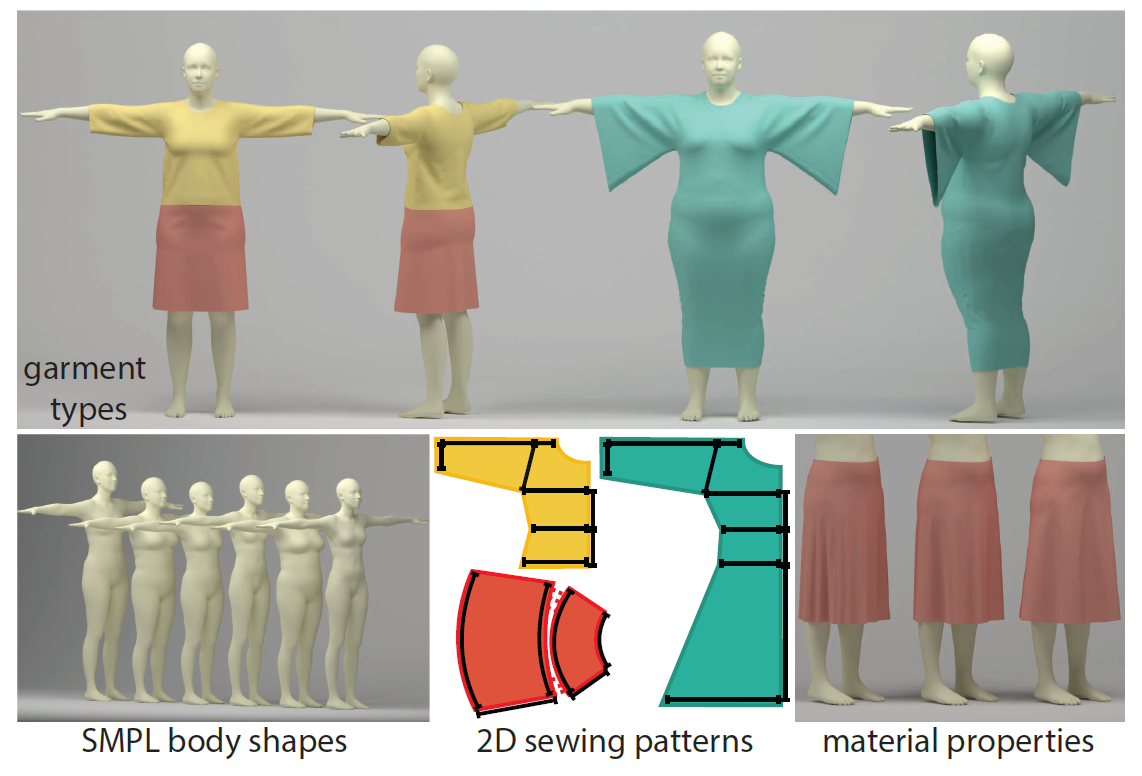 garment
types
SMPL body shapes
2D sewing patterns
material properties